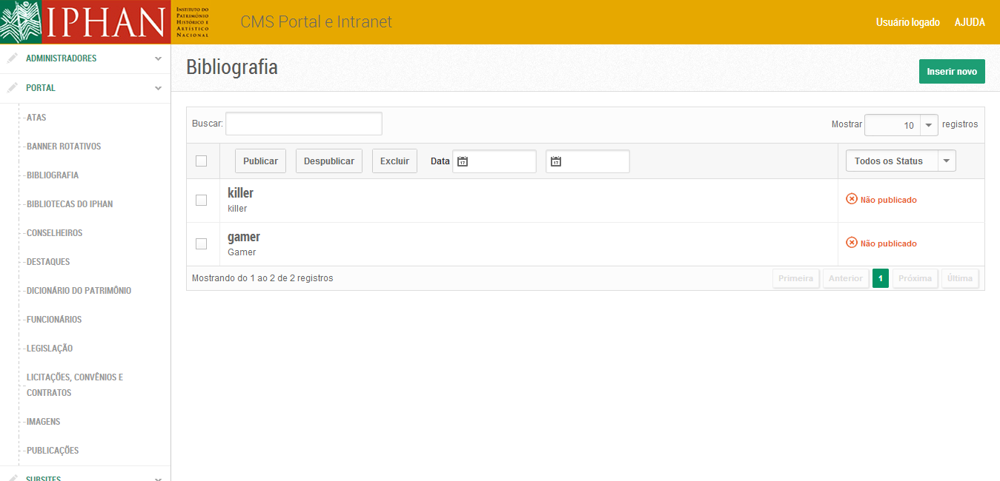 IPHAN
INSTITUTO DO
PATRIMÔNIO
HISTÓRICO E
ARTÍSTICO
NACIONAL
CMS Portal e Intranet
Usuário logado AJUDA
ADMINISTRADORES
PORTAL
ATAS
BANNER ROTATIVOS
BIBLIOGRAFIA
BIBLIOTECAS DO IPHAN
CONSELHEIROS
DESTAQUES
DICIONÁRIO DO PATRIMÔNIO
FUNCIONÁRIOS
LEGISLAÇÃO
LICITAÇÕES, CONVÊNIOS E
CONTRATOS
IMAGENS
PUBLICAÇÕES
SUBSITES
Bibliografia
Inserir novo
Buscar:
Mostrar 10 registros
Publicar Despublicar Excluir Data 17 17 Todos os Status
killer
killer
Não publicado
gamer
Gamer
Não publicado
Mostrando do 1 ao 2 de 2 registros
Primeira Anterior 1 Próxima Última